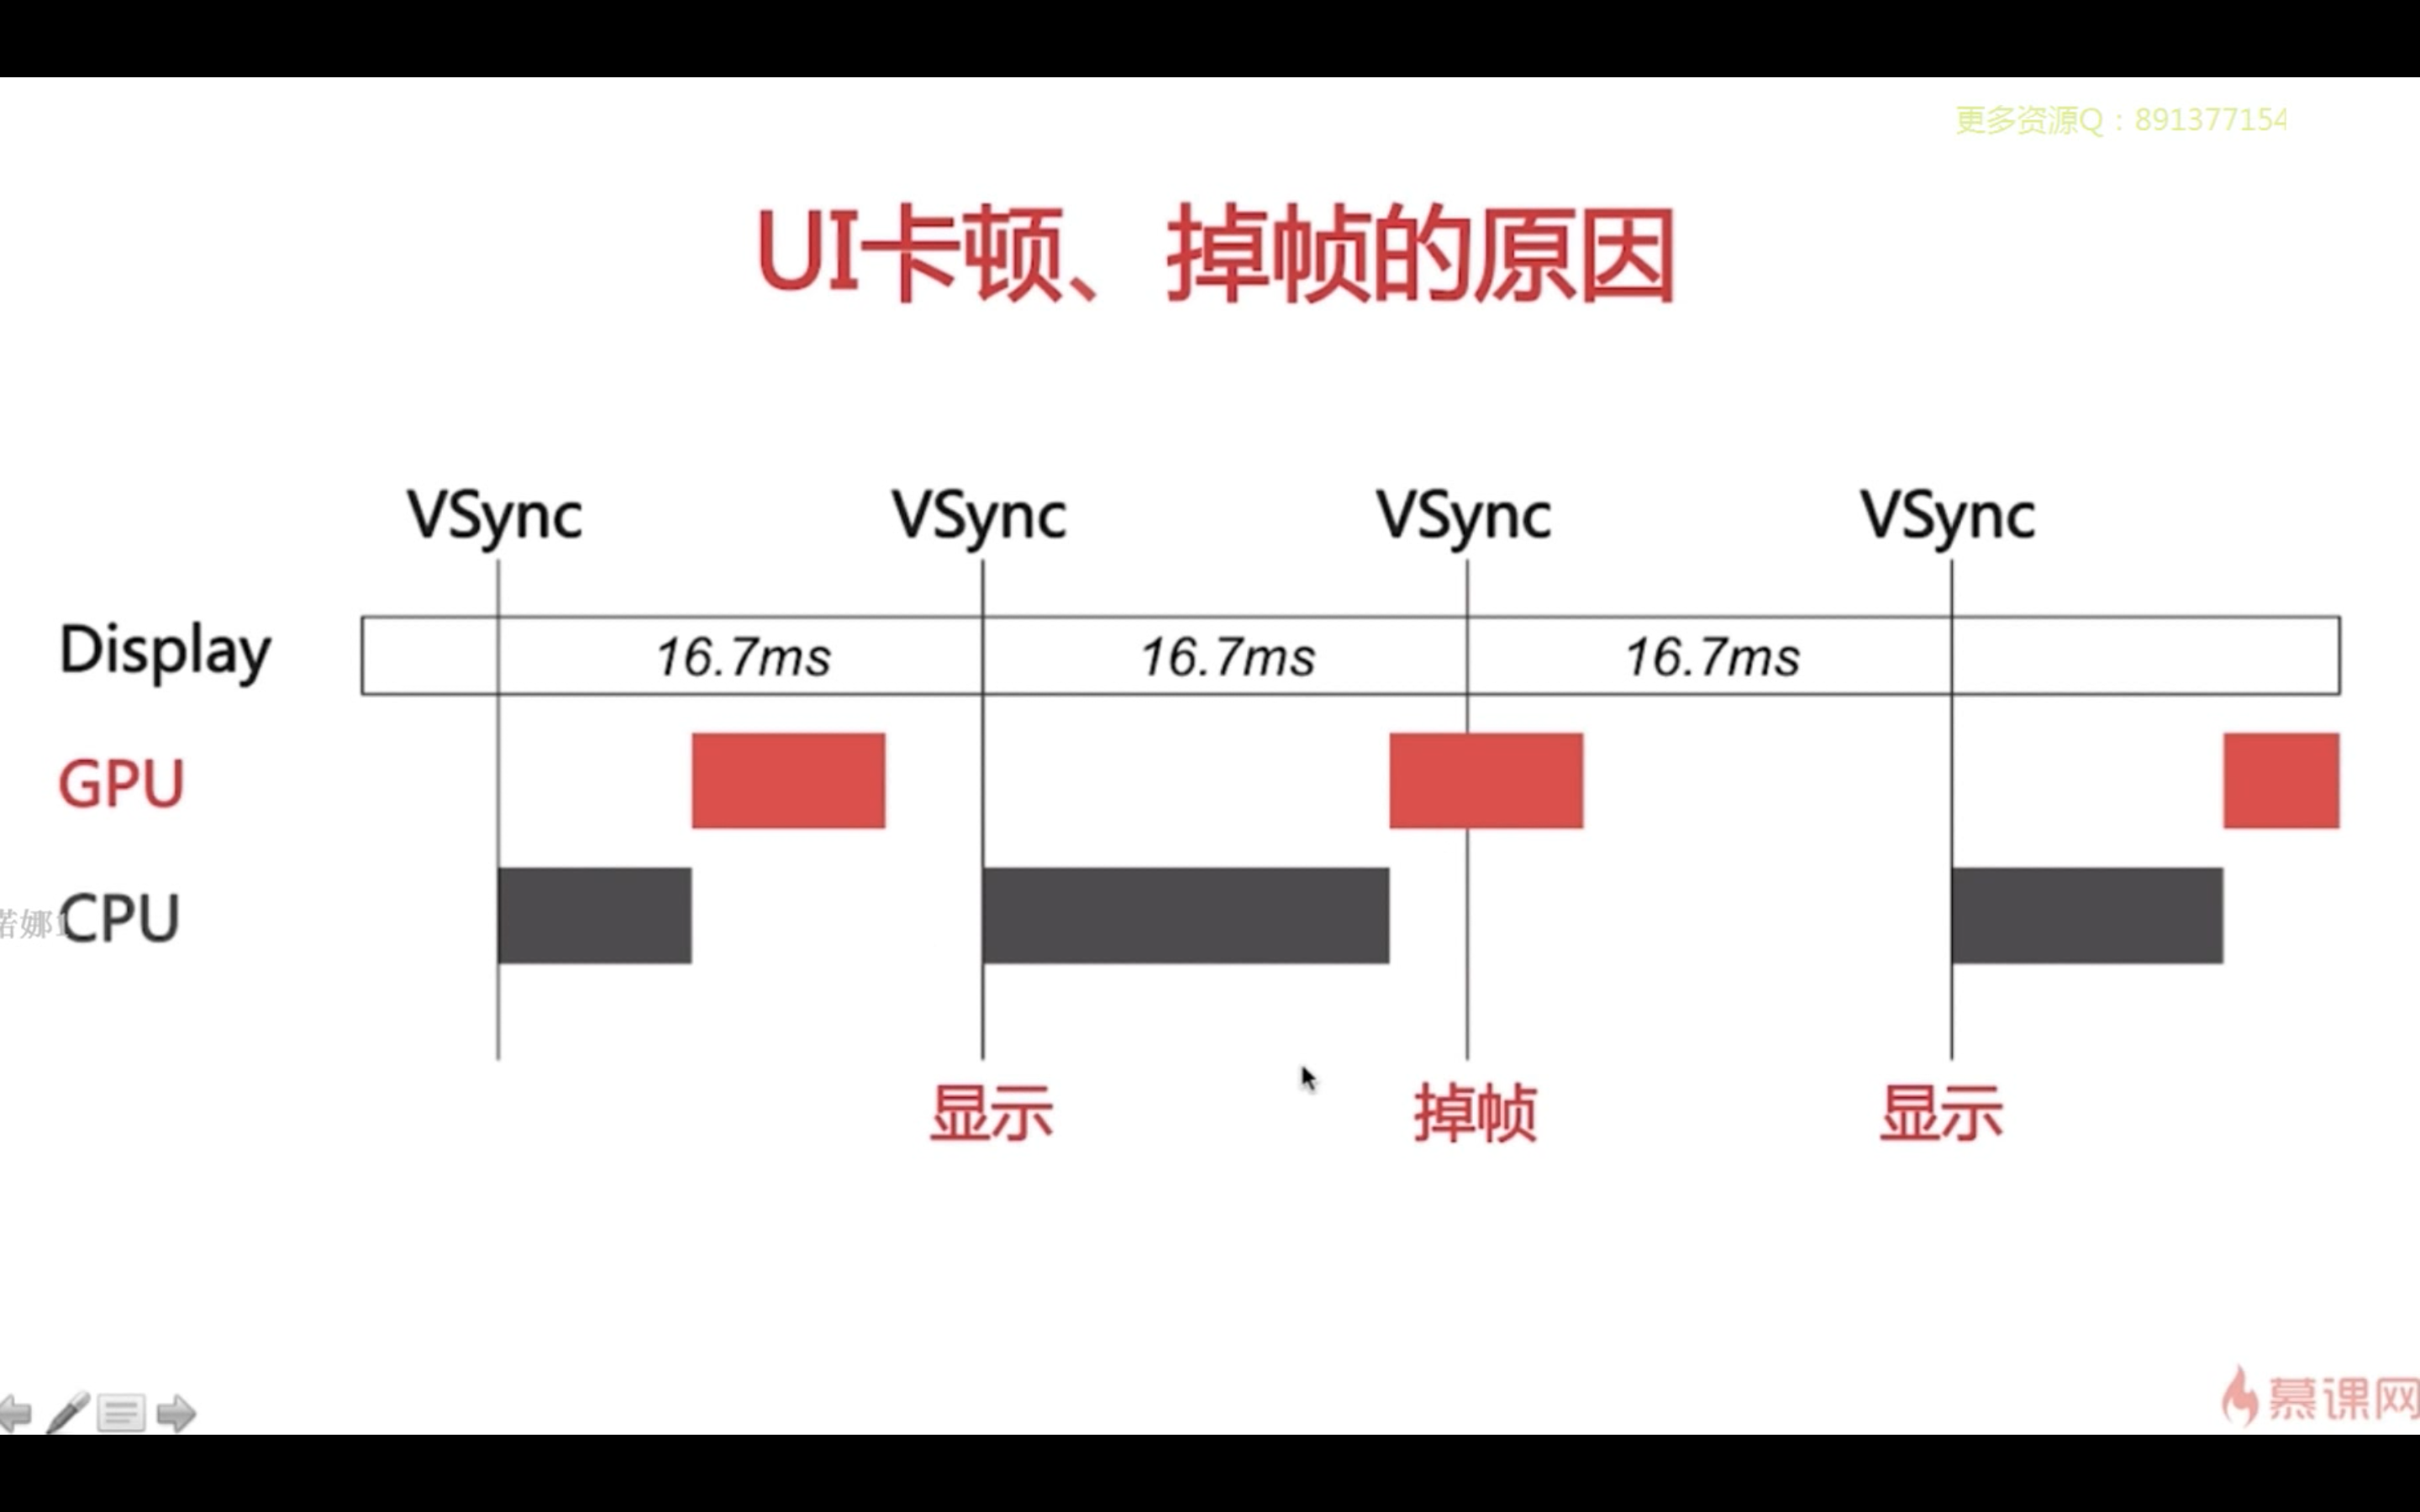 更多资源Q：891377154
UI卡顿、掉帧的原因
VSync VSync VSync VSync
Display 16.7ms 16.7ms 16.7ms
GPU
诺娜 CPU
显示 掉帧 显示
慕课网